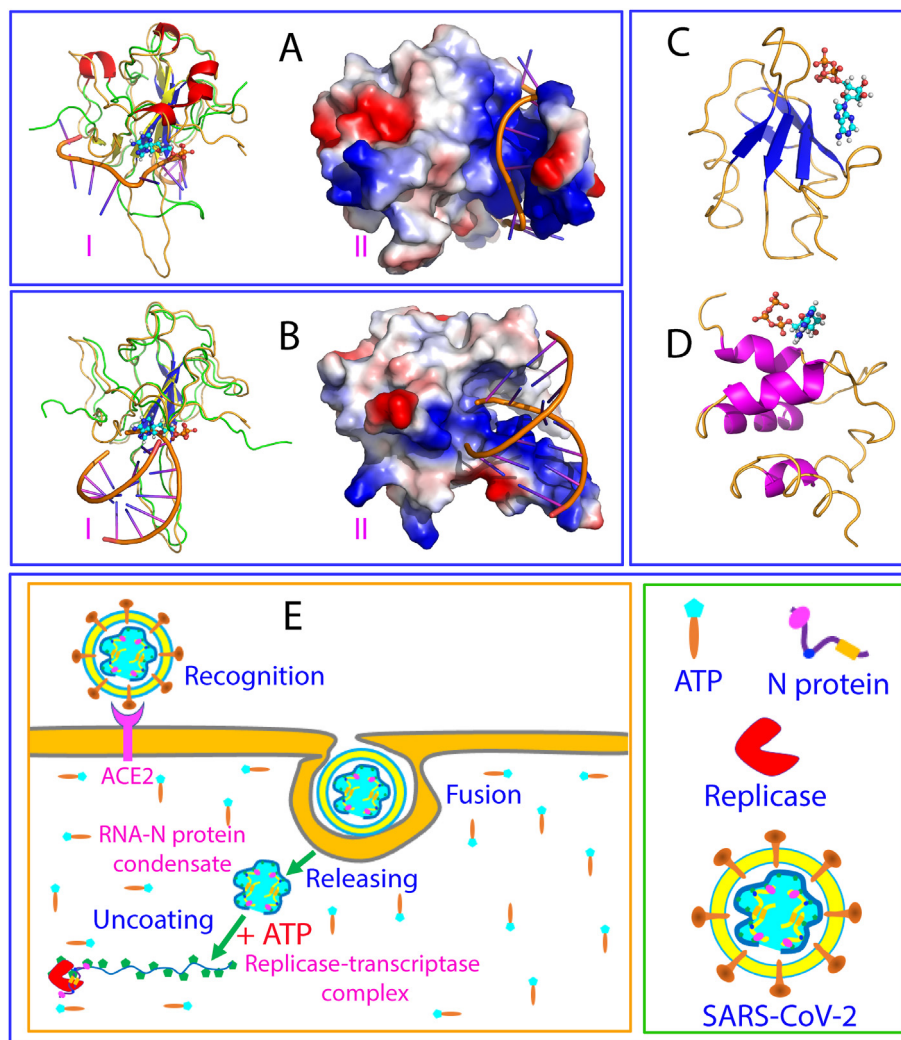 A
I
II
B
I
II
C
D
E
Recognition
ACE2
Fusion
RNA-N protein
condensate
Releasing
Uncoating
+ ATP
Replicase-transcriptase
complex
ATP
N protein
Replicase
SARS-CoV-2